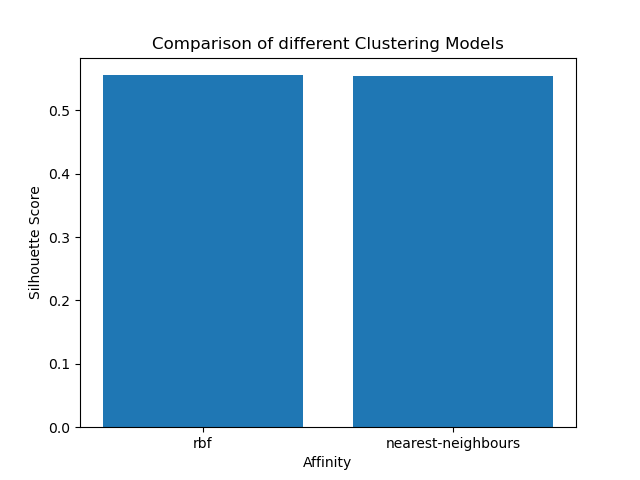 Comparison of different Clustering Models
Silhouette Score
0.5
0.4
0.3
0.2
0.1
0.0
rbf
nearest-neighbours
Affinity